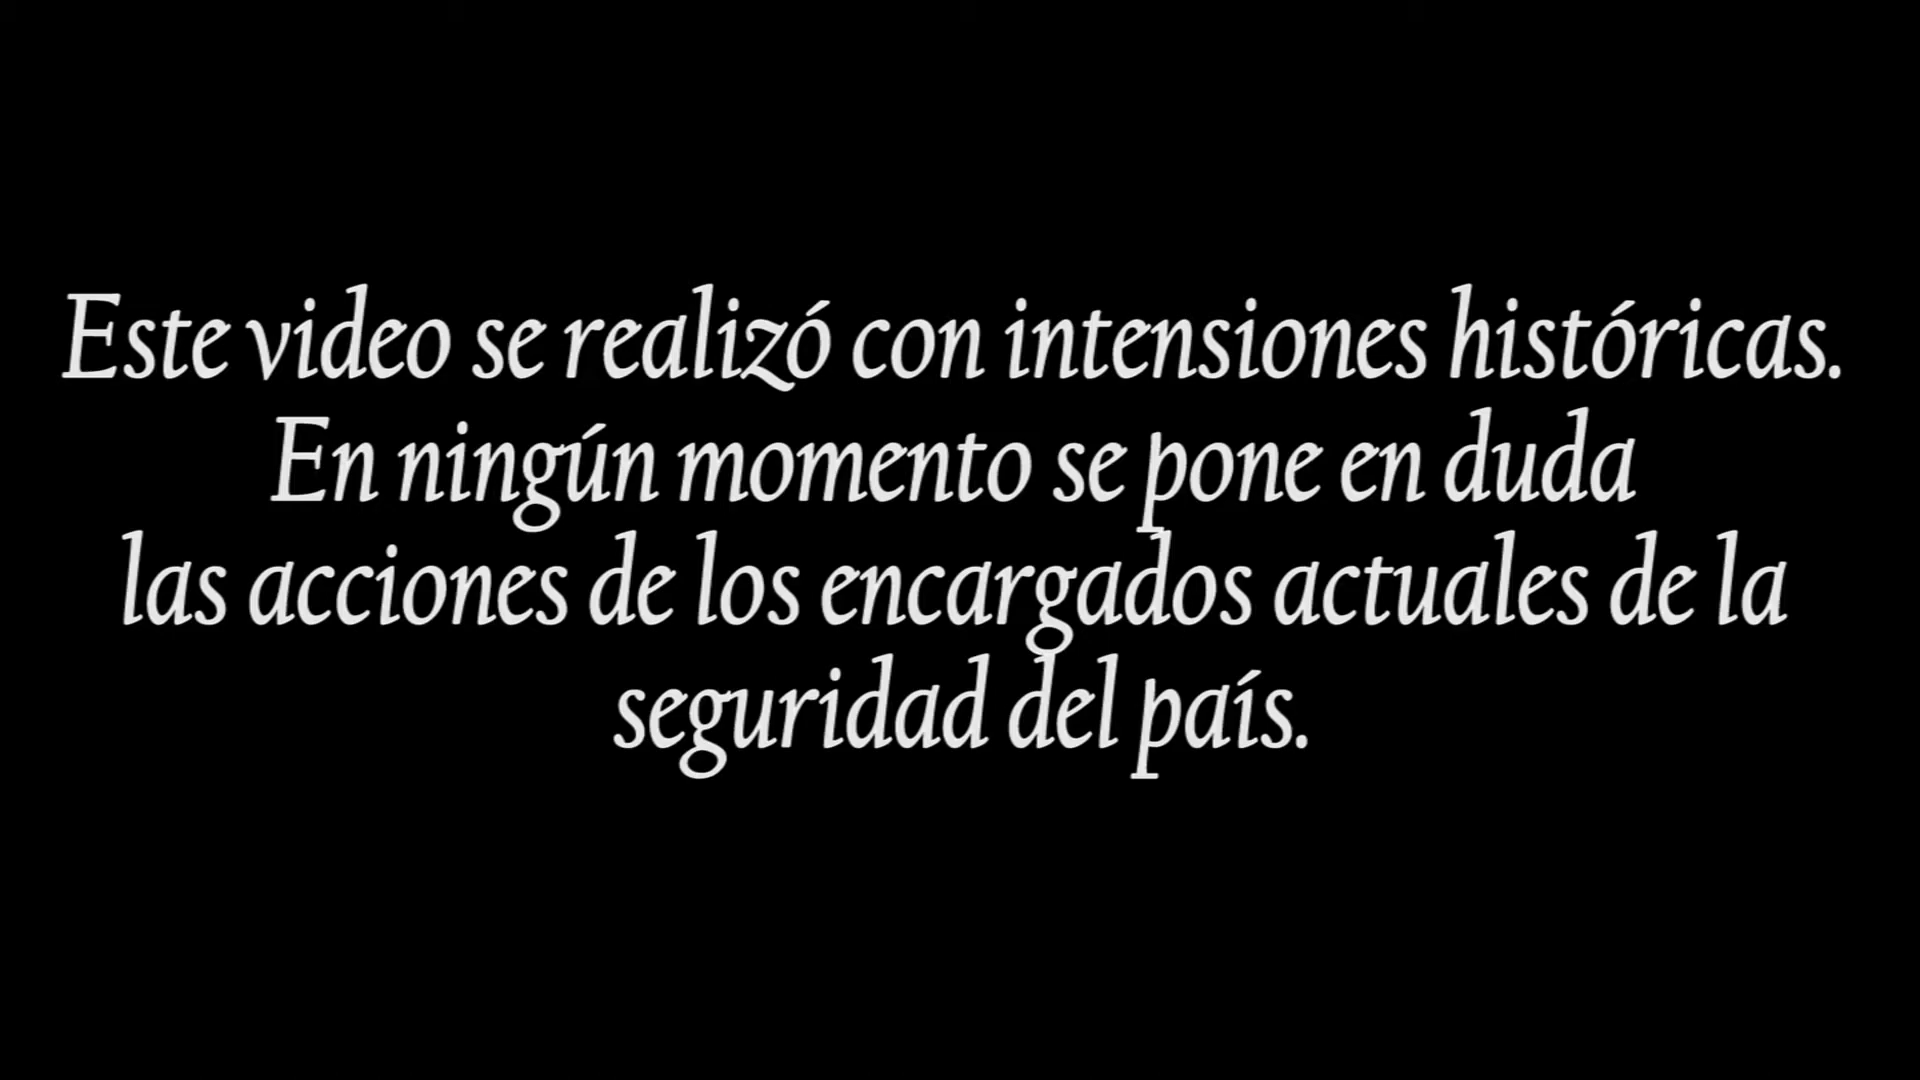 Este video se realizó con intensiones históricas.
En ningún momento se pone en duda
las acciones de los encargados actuales de la
seguridad del país.